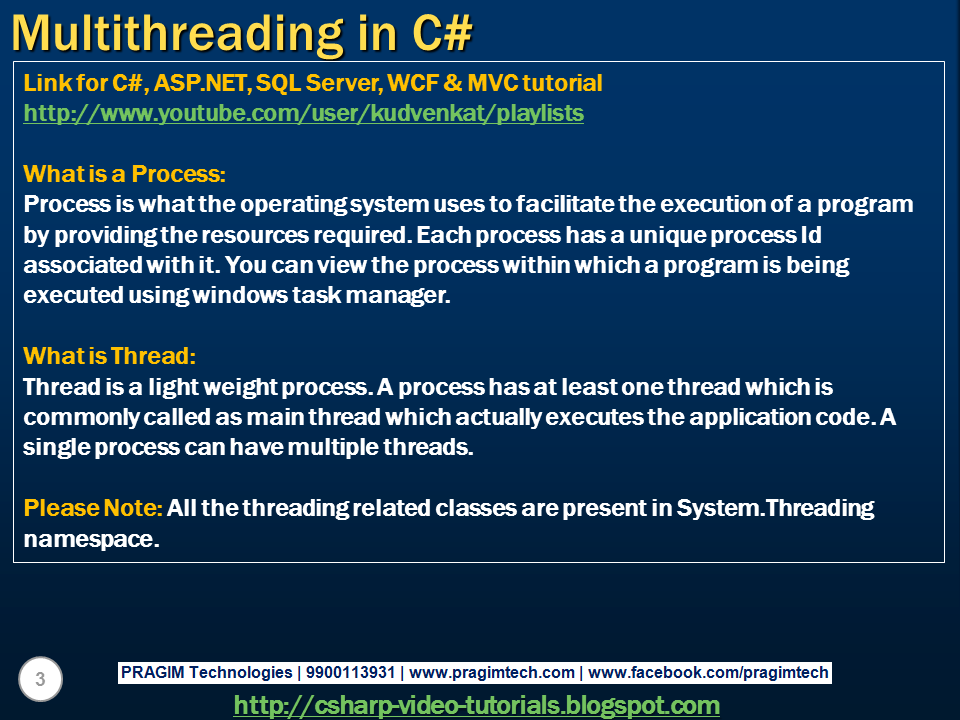 Multithreading in C#
Link for C#, ASP.NET, SQL Server, WCF & MVC tutorial
http://www.youtube.com/user/kudvenkat/playlists
What is a Process:
Process is what the operating system uses to facilitate the execution of a program
by providing the resources required. Each process has a unique process Id
associated with it. You can view the process within which a program is being
executed using windows task manager.
What is Thread:
Thread is a light weight process. A process has at least one thread which is
commonly called as main thread which actually executes the application code. A
single process can have multiple threads.
Please Note: All the threading related classes are present in System.Threading
namespace.
3
PRAGIM Technologies | 9900113931 | www.pragimtech.com | www.facebook.com/pragimtech
http://csharp-video-tutorials.blogspot.com